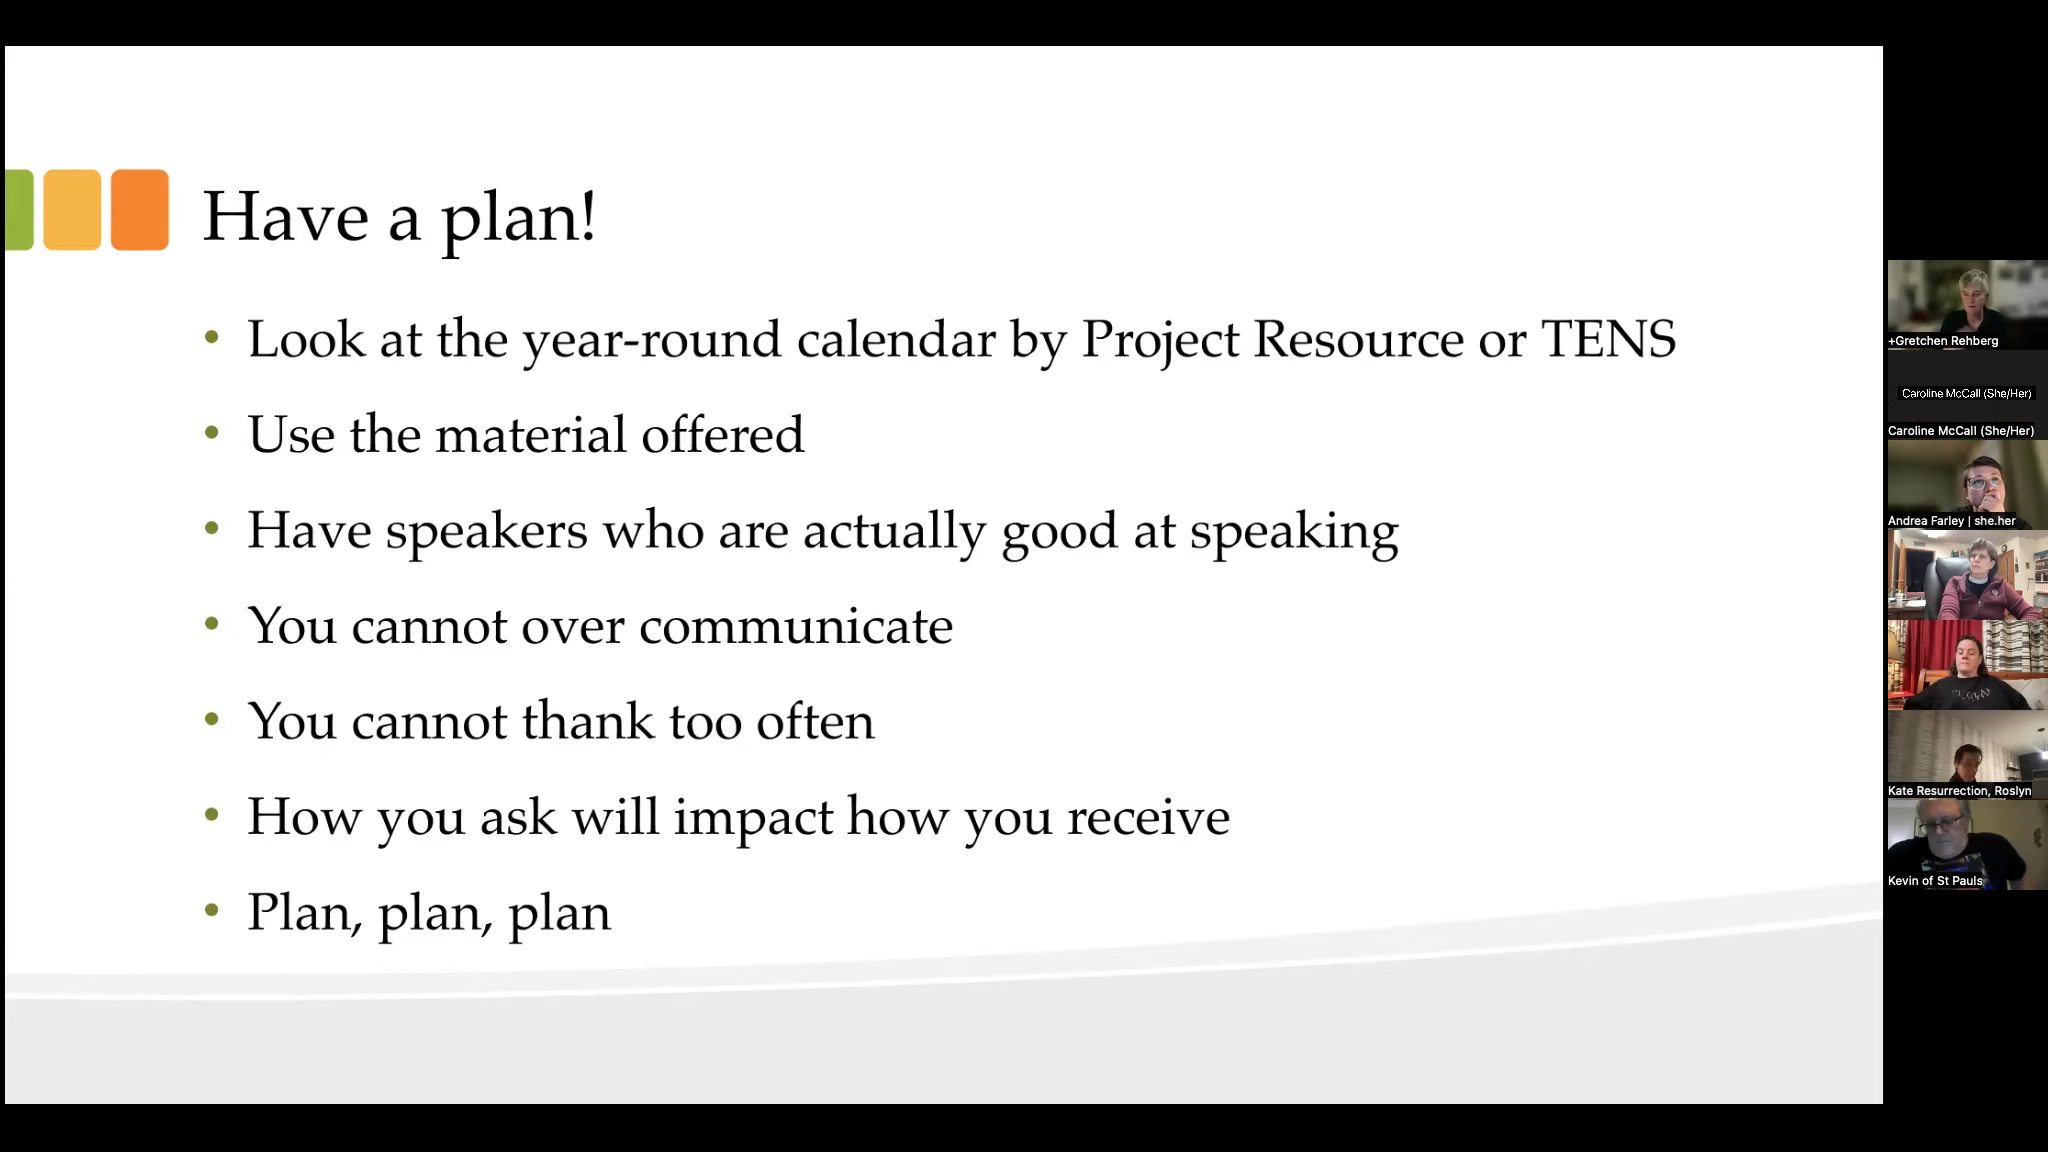 Have a plan!
• Look at the year-round calendar by Project Resource or TENS
• Use the material offered
• Have speakers who are actually good at speaking
• You cannot over communicate
• You cannot thank too often
• How you ask will impact how you receive
• Plan, plan, plan
+Gretchen Rehberg
Caroline McCall (She/Her)
Caroline McCall (She/Her)
Andrea Farley | she.her
Kate Resurrection, Roslyn
Kevin of St Pauls